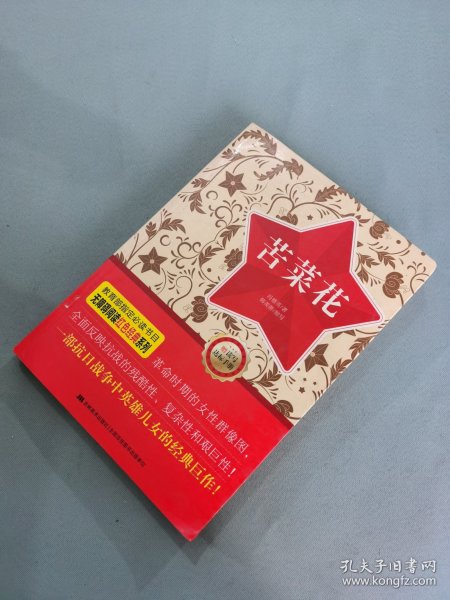 苦菜花
教育部指定必读书目
无障碍阅读红色经典系列
革命时期的女性群像图，
全面反映抗战的残酷性、复杂性和艰巨性！
一部抗日战争中英雄儿女的经典巨作！
孔夫子旧书网
www.kongfz.com